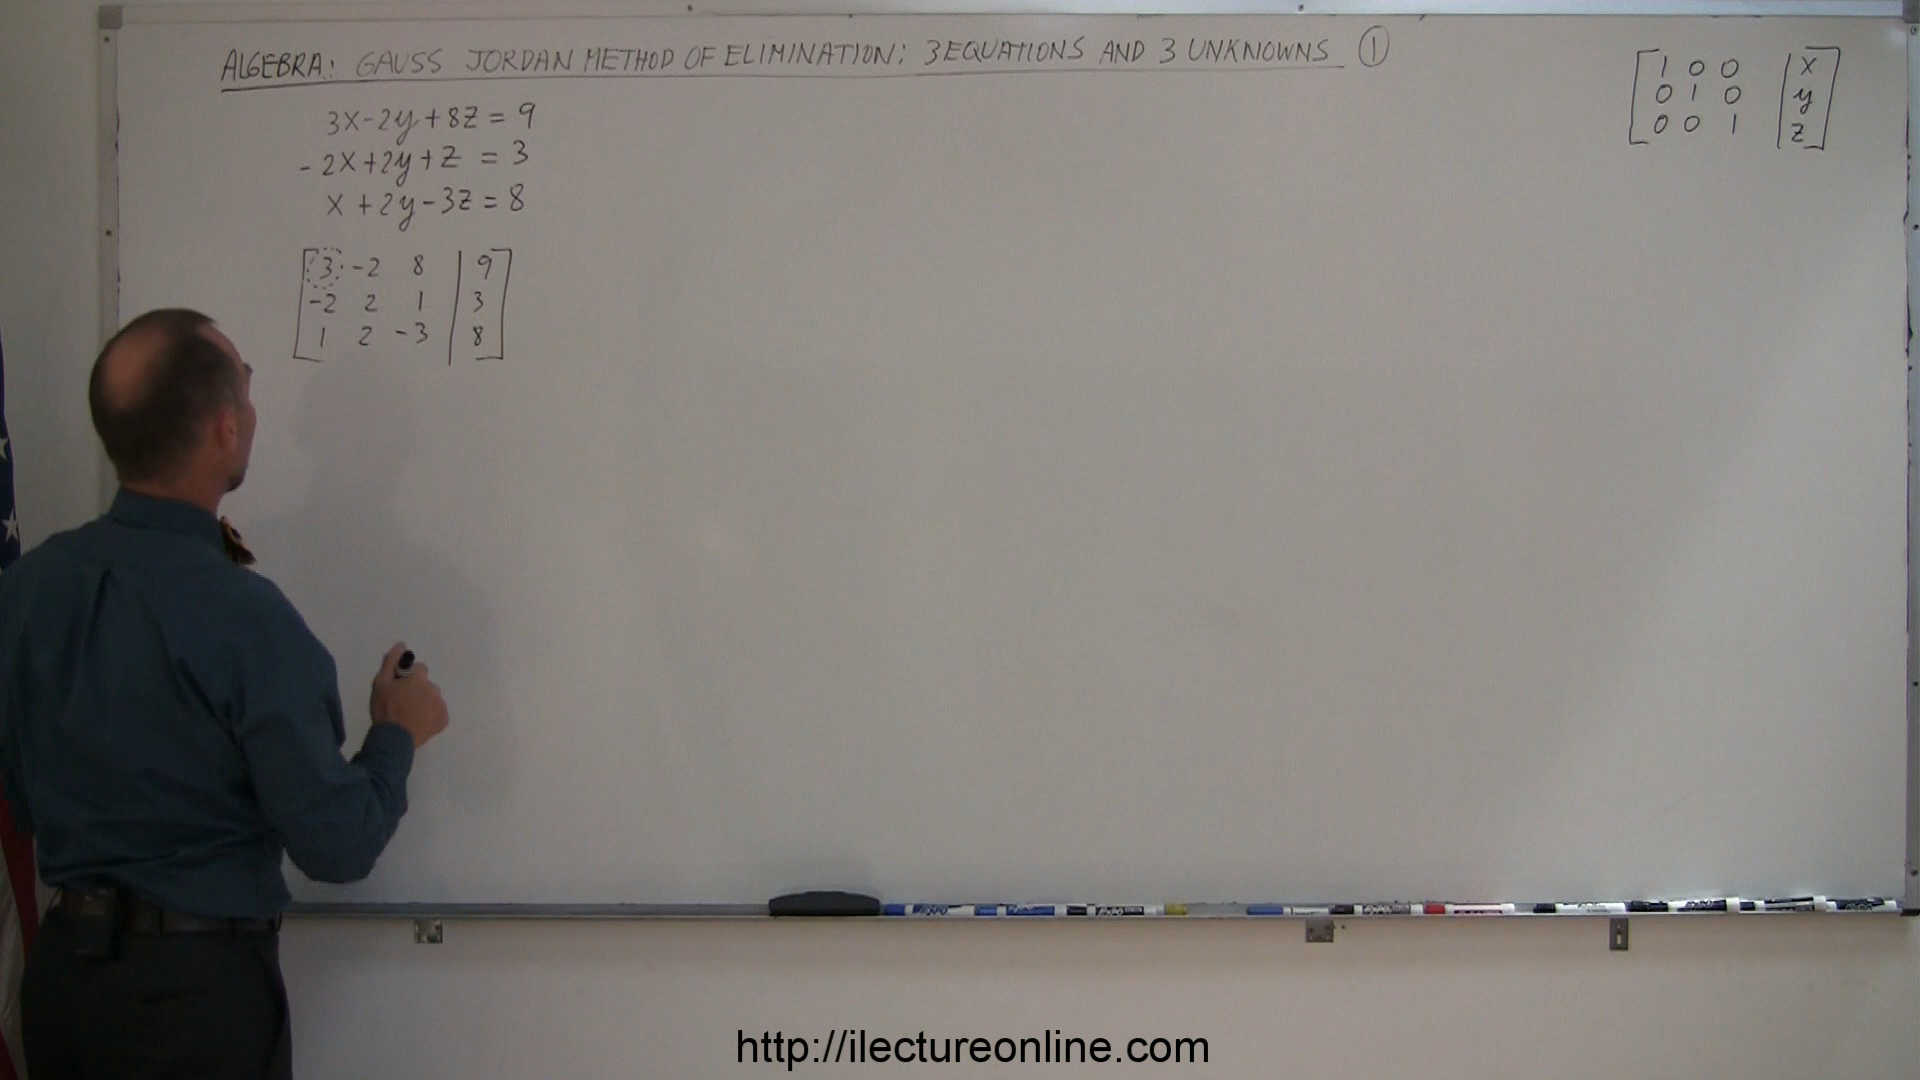 ALGEBRA: GAUSS JORDAN METHOD OF ELIMINATION: 3 EQUATIONS AND 3 UNKNOWNS 1
3x-2y+8z=9
-2x+2y+z=3
x+2y-3z=8
3 -2 8 | 9
-2 2 1 | 3
1 2 -3 | 8
1 0 0 | x
0 1 0 | y
0 0 1 | z
http://ilectureonline.com